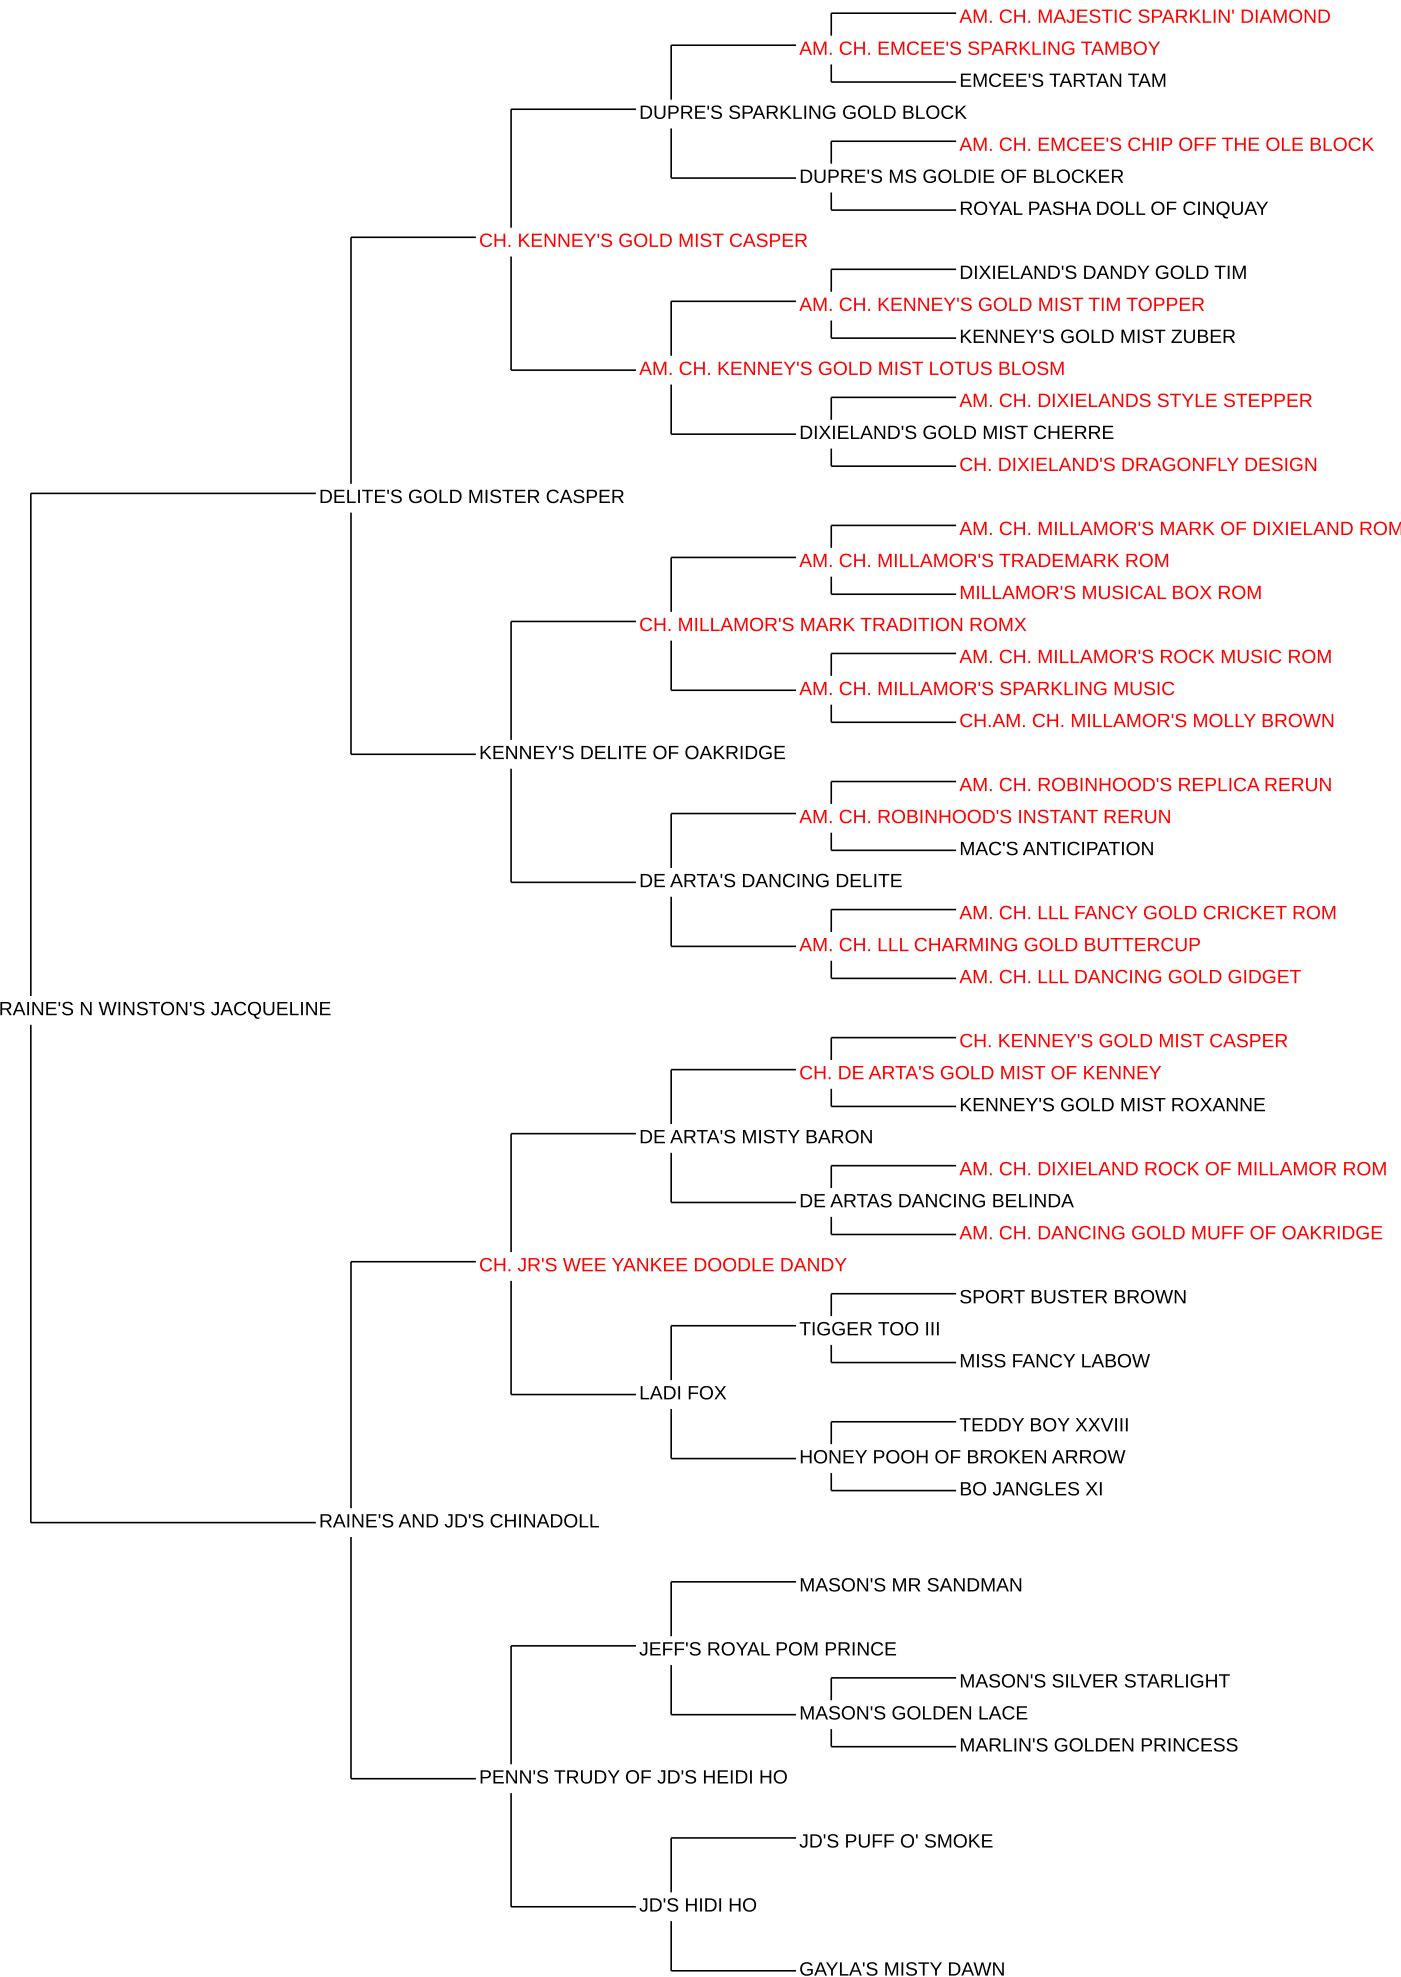 AM. CH. MAJESTIC SPARKLIN' DIAMOND
AM. CH. EMCEE'S SPARKLING TAMBOY
EMCEE'S TARTAN TAM
DUPRE'S SPARKLING GOLD BLOCK
AM. CH. EMCEE'S CHIP OFF THE OLE BLOCK
DUPRE'S MS GOLDIE OF BLOCKER
ROYAL PASHA DOLL OF CINQUAY
CH. KENNEY'S GOLD MIST CASPER
DIXIELAND'S DANDY GOLD TIM
AM. CH. KENNEY'S GOLD MIST TIM TOPPER
KENNEY'S GOLD MIST ZUBER
AM. CH. KENNEY'S GOLD MIST LOTUS BLOSM
AM. CH. DIXIELANDS STYLE STEPPER
DIXIELAND'S GOLD MIST CHERRE
CH. DIXIELAND'S DRAGONFLY DESIGN
DELITE'S GOLD MISTER CASPER
AM. CH. MILLAMOR'S MARK OF DIXIELAND ROM
AM. CH. MILLAMOR'S TRADEMARK ROM
MILLAMOR'S MUSICAL BOX ROM
CH. MILLAMOR'S MARK TRADITION ROMX
AM. CH. MILLAMOR'S ROCK MUSIC ROM
AM. CH. MILLAMOR'S SPARKLING MUSIC
CH.AM. CH. MILLAMOR'S MOLLY BROWN
KENNEY'S DELITE OF OAKRIDGE
AM. CH. ROBINHOOD'S REPLICA RERUN
AM. CH. ROBINHOOD'S INSTANT RERUN
MAC'S ANTICIPATION
DE ARTA'S DANCING DELITE
AM. CH. LLL FANCY GOLD CRICKET ROM
AM. CH. LLL CHARMING GOLD BUTTERCUP
AM. CH. LLL DANCING GOLD GIDGET
RAINE'S N WINSTON'S JACQUELINE
CH. KENNEY'S GOLD MIST CASPER
CH. DE ARTA'S GOLD MIST OF KENNEY
KENNEY'S GOLD MIST ROXANNE
DE ARTA'S MISTY BARON
AM. CH. DIXIELAND ROCK OF MILLAMOR ROM
DE ARTAS DANCING BELINDA
AM. CH. DANCING GOLD MUFF OF OAKRIDGE
CH. JR'S WEE YANKEE DOODLE DANDY
SPORT BUSTER BROWN
TIGGER TOO III
MISS FANCY LABOW
LADI FOX
TEDDY BOY XXVIII
HONEY POOH OF BROKEN ARROW
BO JANGLES XI
RAINE'S AND JD'S CHINADOLL
MASON'S MR SANDMAN
JEFF'S ROYAL POM PRINCE
MASON'S SILVER STARLIGHT
MASON'S GOLDEN LACE
MARLIN'S GOLDEN PRINCESS
PENN'S TRUDY OF JD'S HEIDI HO
JD'S PUFF O' SMOKE
JD'S HIDI HO
GAYLA'S MISTY DAWN